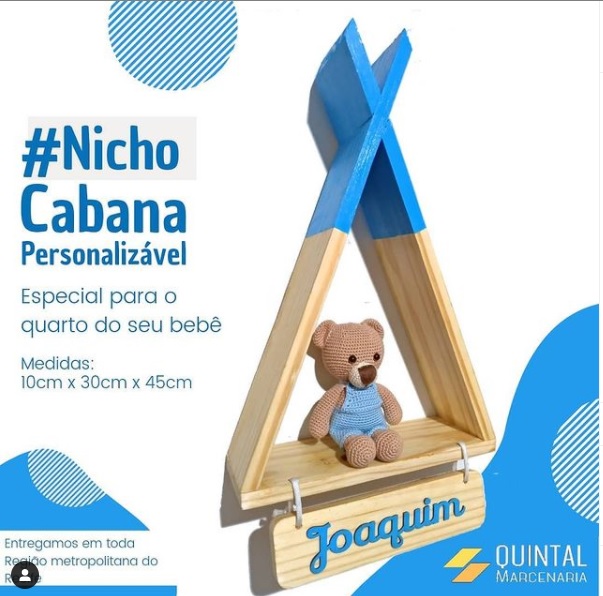 #Nicho
Cabana
Personalizável
Especial para o
quarto do seu bebê
Medidas:
10cm x 30cm x 45cm
Joaquim
Entregamos em toda
Região metropolitana do
QUINTAL
MARCENARIA